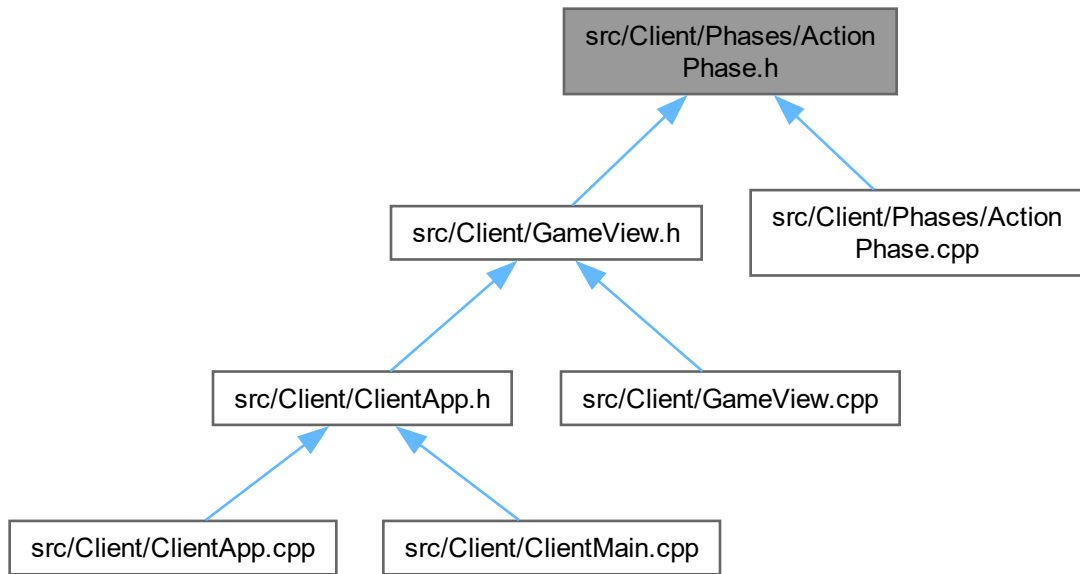 src/Client/Phases/Action
Phase.h
src/Client/GameView.h
src/Client/Phases/Action
Phase.cpp
src/Client/ClientApp.h
src/Client/GameView.cpp
src/Client/ClientApp.cpp
src/Client/ClientMain.cpp